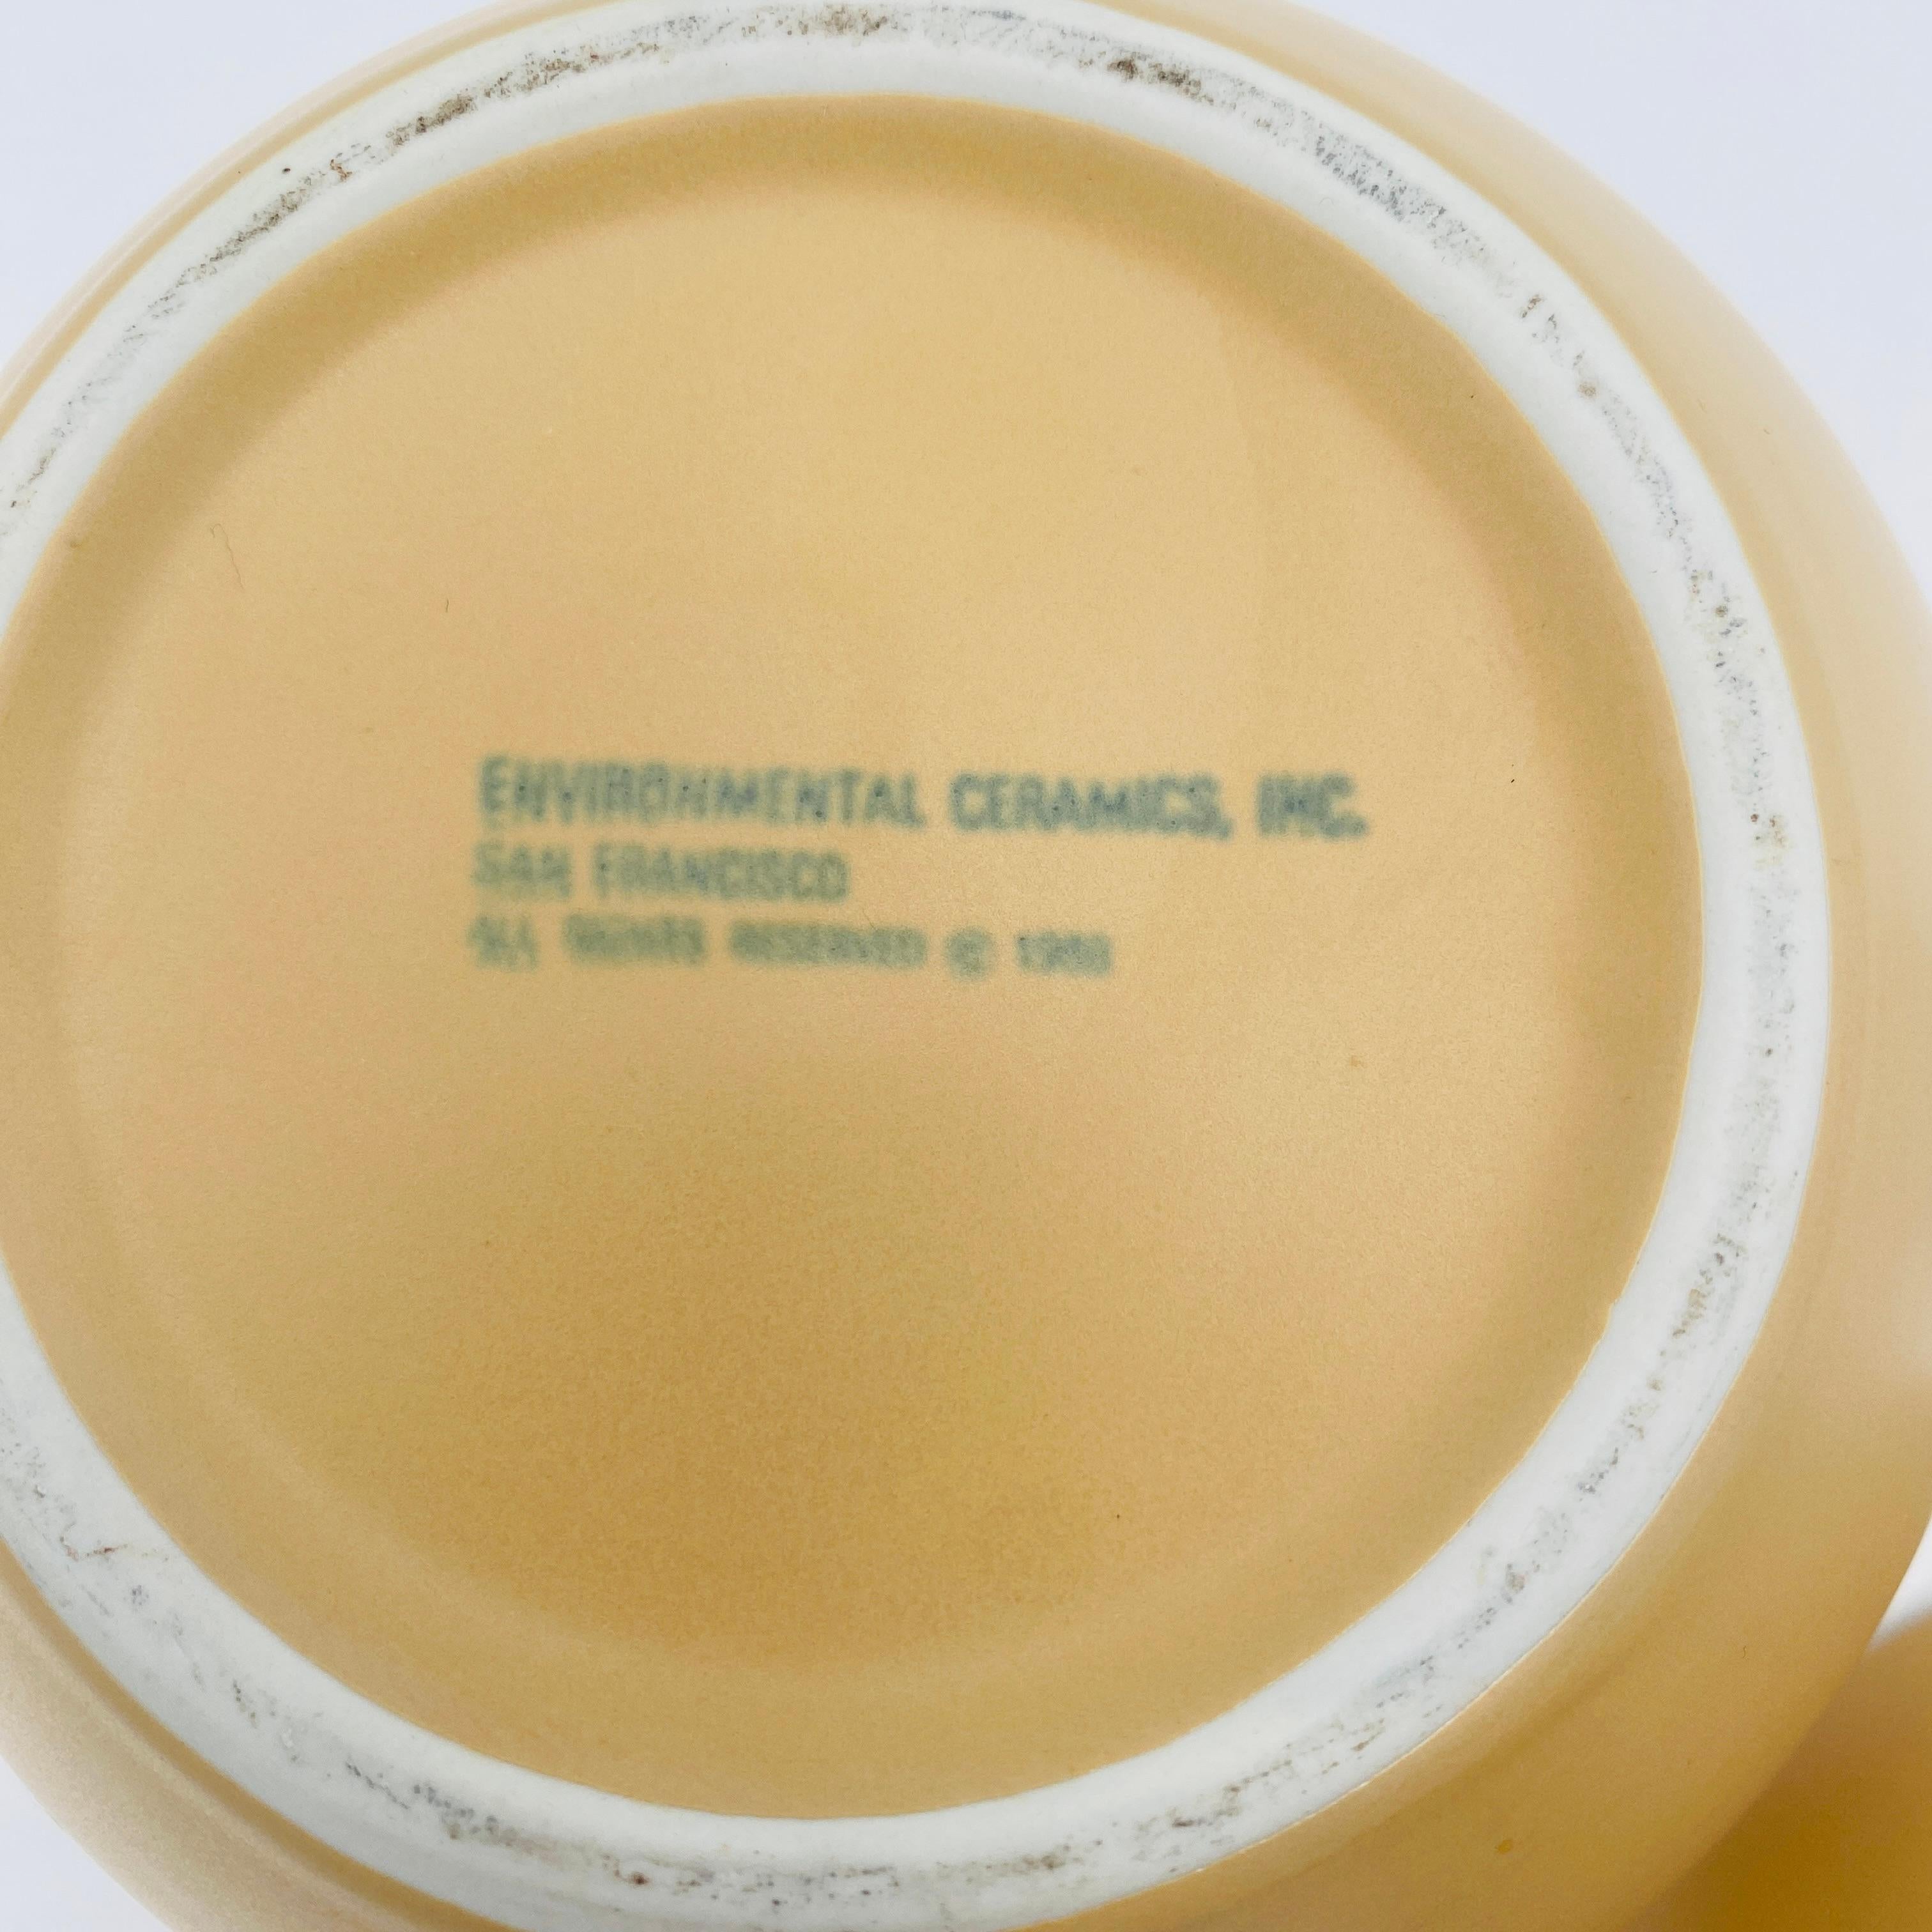 ENVIRONMENTAL CERAMICS, INC.
SAN FRANCISCO
ALL RIGHTS RESERVED ©